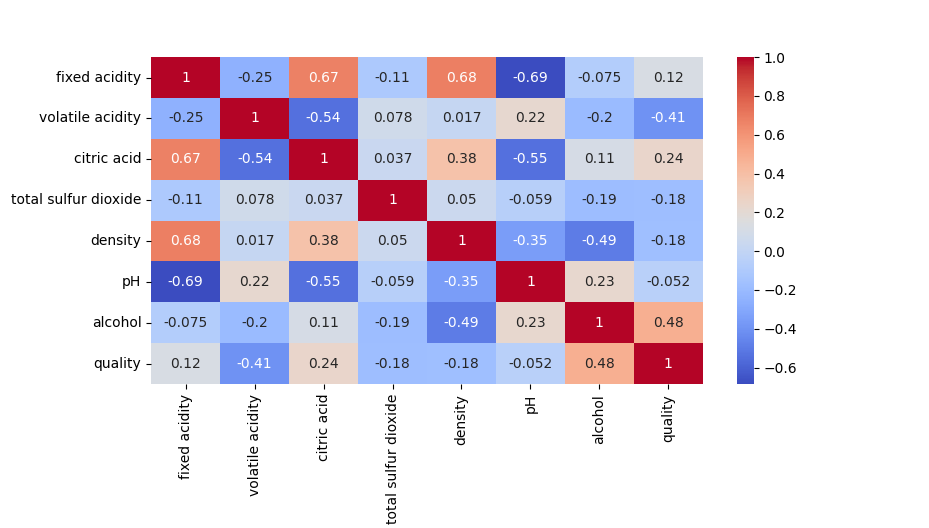 fixed acidity 1 -0.25 0.67 -0.11 0.68 -0.69 -0.075 0.12
volatile acidity -0.25 1 -0.54 0.078 0.017 0.22 -0.2 -0.41
citric acid 0.67 -0.54 1 0.037 0.38 -0.55 0.11 0.24
total sulfur dioxide -0.11 0.078 0.037 1 0.05 -0.059 -0.19 -0.18
density 0.68 0.017 0.38 0.05 1 -0.35 -0.49 -0.18
pH -0.69 0.22 -0.55 -0.059 -0.35 1 0.23 -0.052
alcohol -0.075 -0.2 0.11 -0.19 -0.49 0.23 1 0.48
quality 0.12 -0.41 0.24 -0.18 -0.18 -0.052 0.48 1
fixed acidity
volatile acidity
citric acid
total sulfur dioxide
density
pH
alcohol
quality
1.0
0.8
0.6
0.4
0.2
0.0
−0.2
−0.4
−0.6